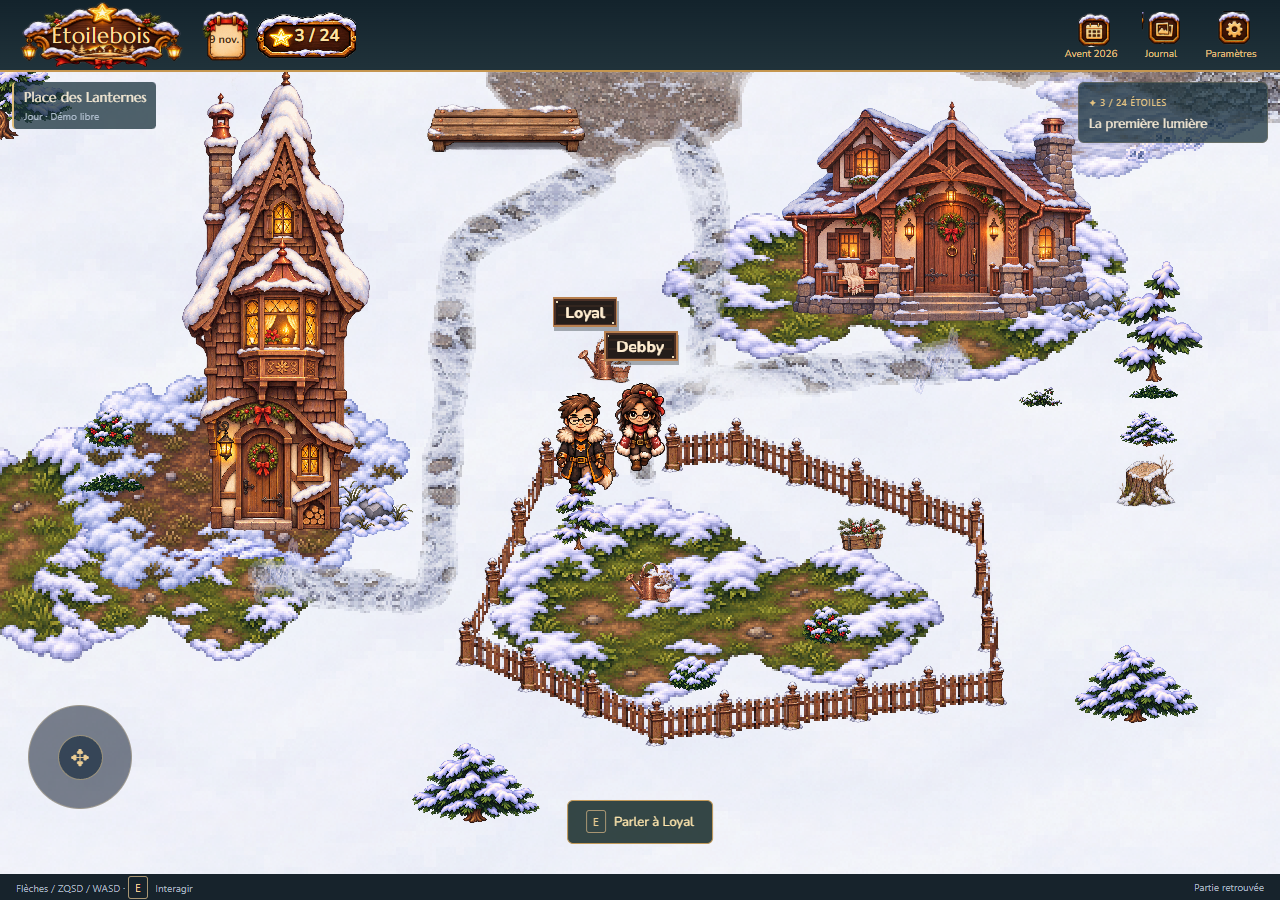 Etoilebois
9 nov.
3 / 24
Avent 2026
Journal
Paramètres
Place des Lanternes
Jour · Démo libre
✦ 3 / 24 ÉTOILES
La première lumière
Loyal
Debby
E Parler à Loyal
Flèches / ZQSD / WASD · E Interagir
Partie retrouvée